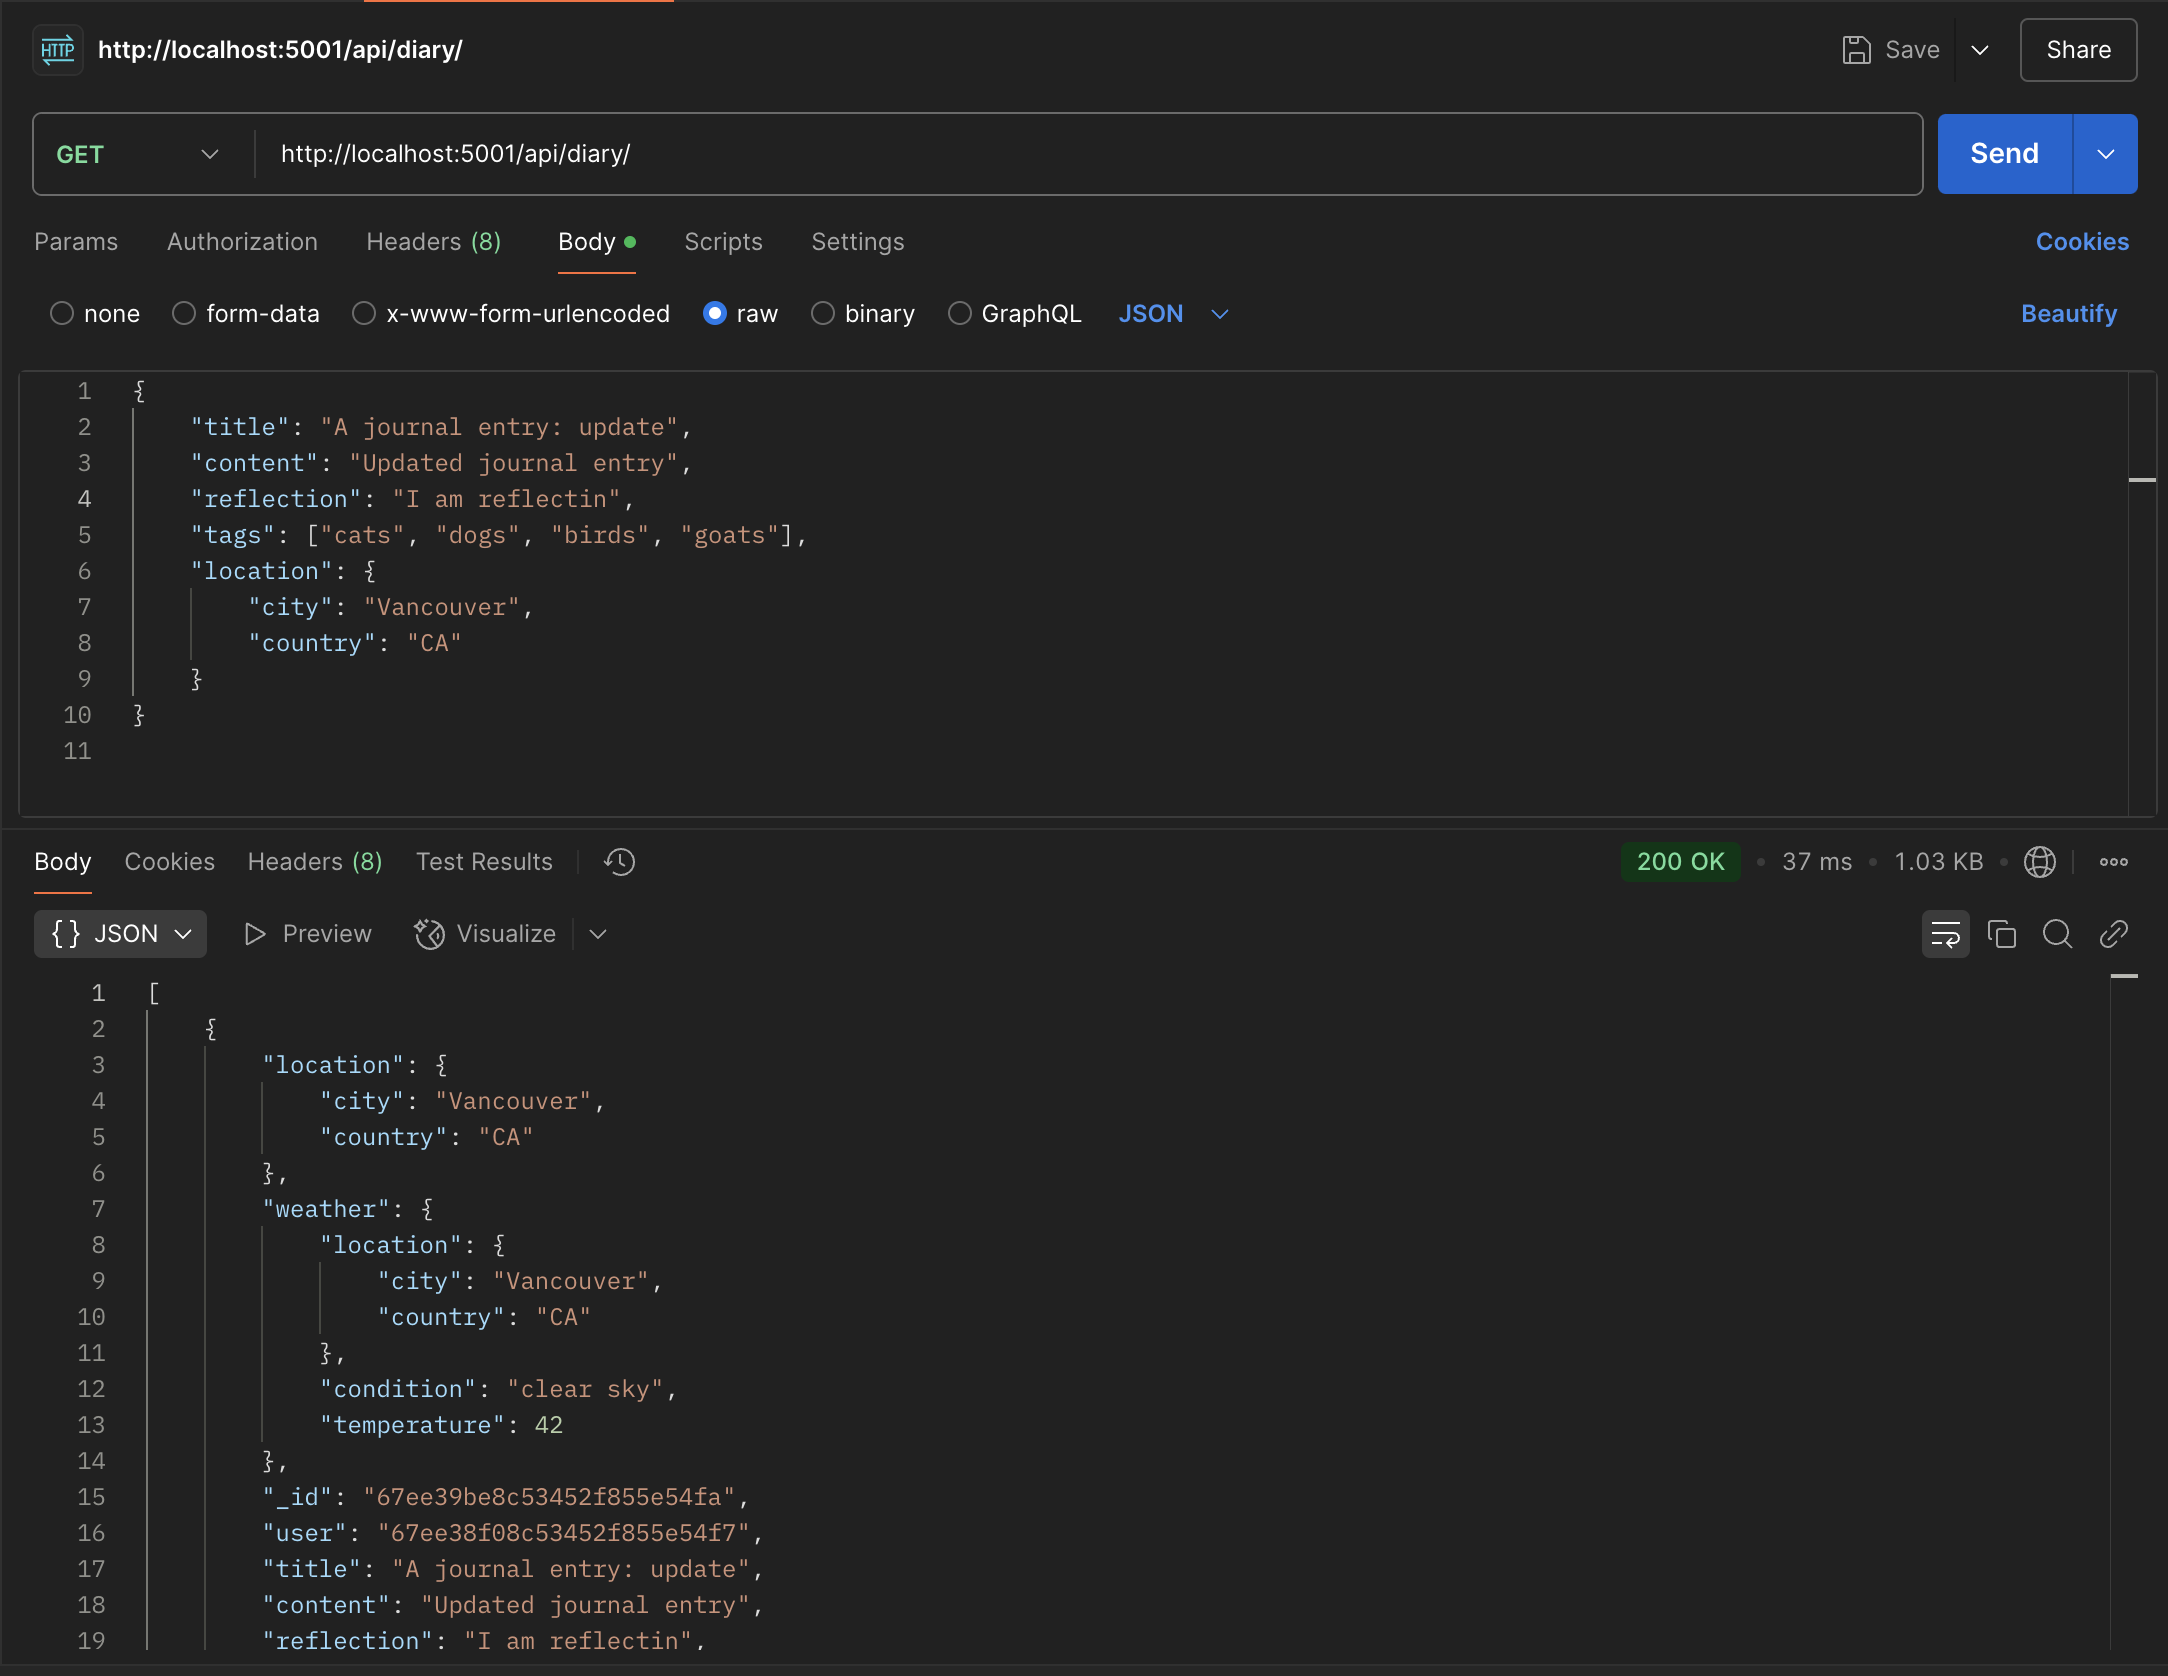 HTTP http://localhost:5001/api/diary/ Save Share
GET http://localhost:5001/api/diary/ Send
Params Authorization Headers (8) Body Scripts Settings Cookies
none form-data x-www-form-urlencoded raw binary GraphQL JSON Beautify
1 {
2 "title": "A journal entry: update",
3 "content": "Updated journal entry",
4 "reflection": "I am reflectin",
5 "tags": ["cats", "dogs", "birds", "goats"],
6 "location": {
7 "city": "Vancouver",
8 "country": "CA"
9 }
10 }
11
Body Cookies Headers (8) Test Results 200 OK • 37 ms • 1.03 KB •
{} JSON Preview Visualize
1 [
2 {
3 "location": {
4 "city": "Vancouver",
5 "country": "CA"
6 },
7 "weather": {
8 "location": {
9 "city": "Vancouver",
10 "country": "CA"
11 },
12 "condition": "clear sky",
13 "temperature": 42
14 },
15 "_id": "67ee39be8c53452f855e54fa",
16 "user": "67ee38f08c53452f855e54f7",
17 "title": "A journal entry: update",
18 "content": "Updated journal entry",
19 "reflection": "I am reflectin",